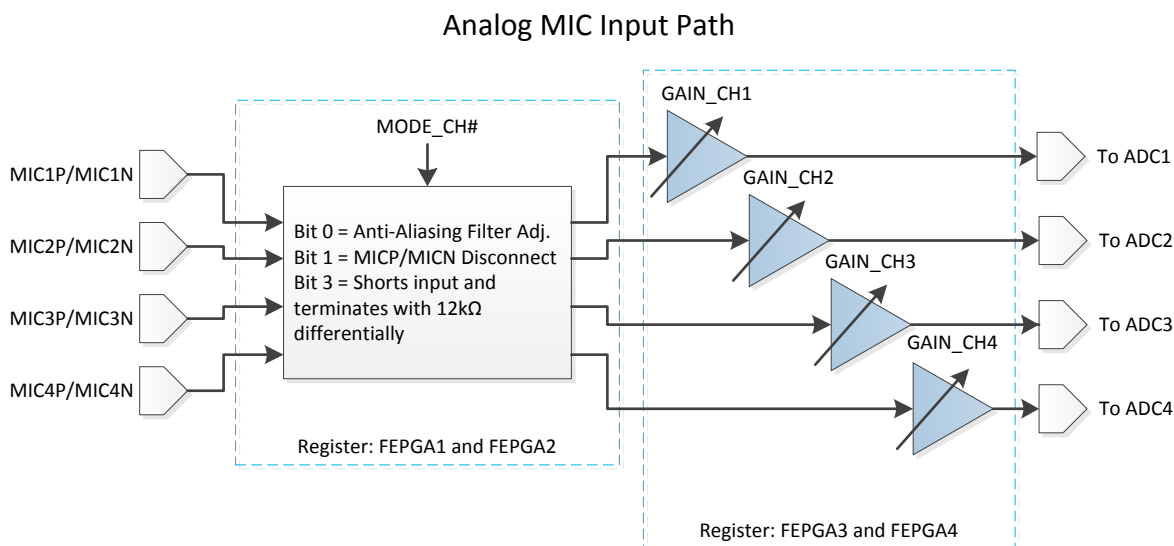 Analog MIC Input Path
MIC1P/MIC1N
MIC2P/MIC2N
MIC3P/MIC3N
MIC4P/MIC4N
MODE_CH#
Bit 0 = Anti-Aliasing Filter Adj.
Bit 1 = MICP/MICN Disconnect
Bit 3 = Shorts input and
terminates with 12kΩ
differentially
Register: FEPGA1 and FEPGA2
GAIN_CH1
GAIN_CH2
GAIN_CH3
GAIN_CH4
Register: FEPGA3 and FEPGA4
To ADC1
To ADC2
To ADC3
To ADC4